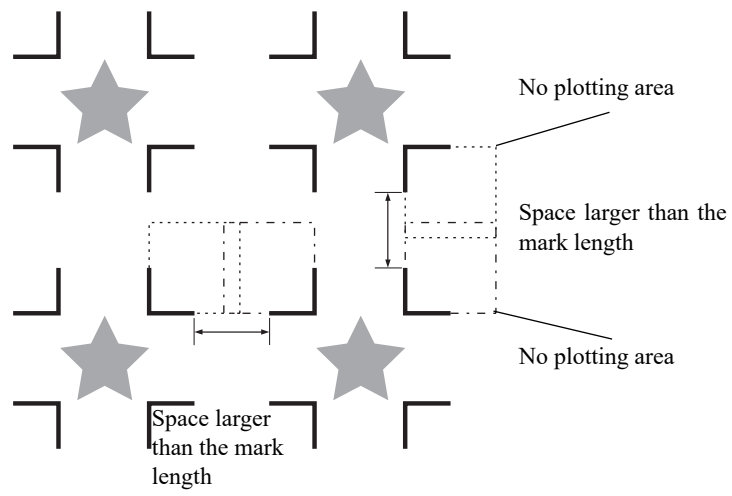 No plotting area
Space larger than the
mark length
No plotting area
Space larger
than the mark
length